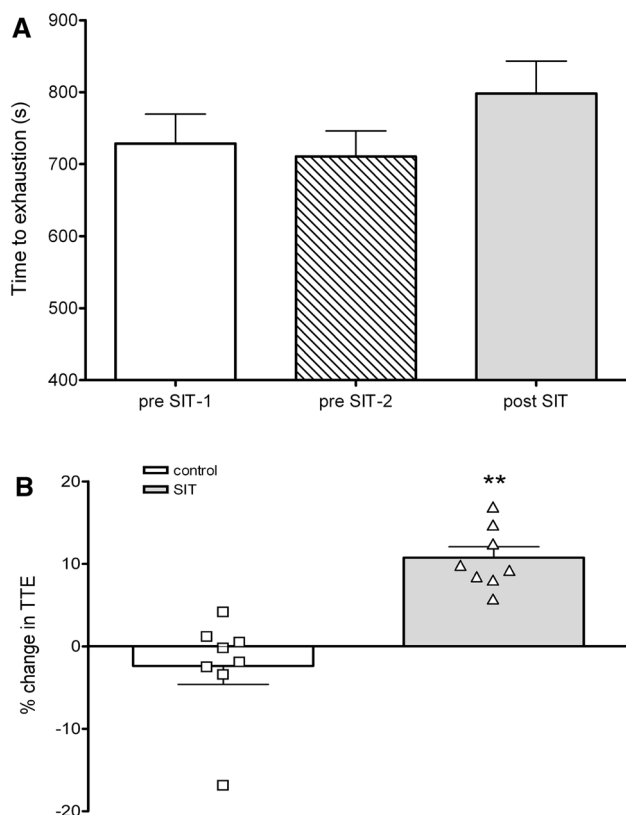 A
900
800
700
600
500
400
Time to exhaustion (s)
pre SIT-1
pre SIT-2
post SIT
B
control
SIT
**
20
10
0
-10
-20
% change in TTE